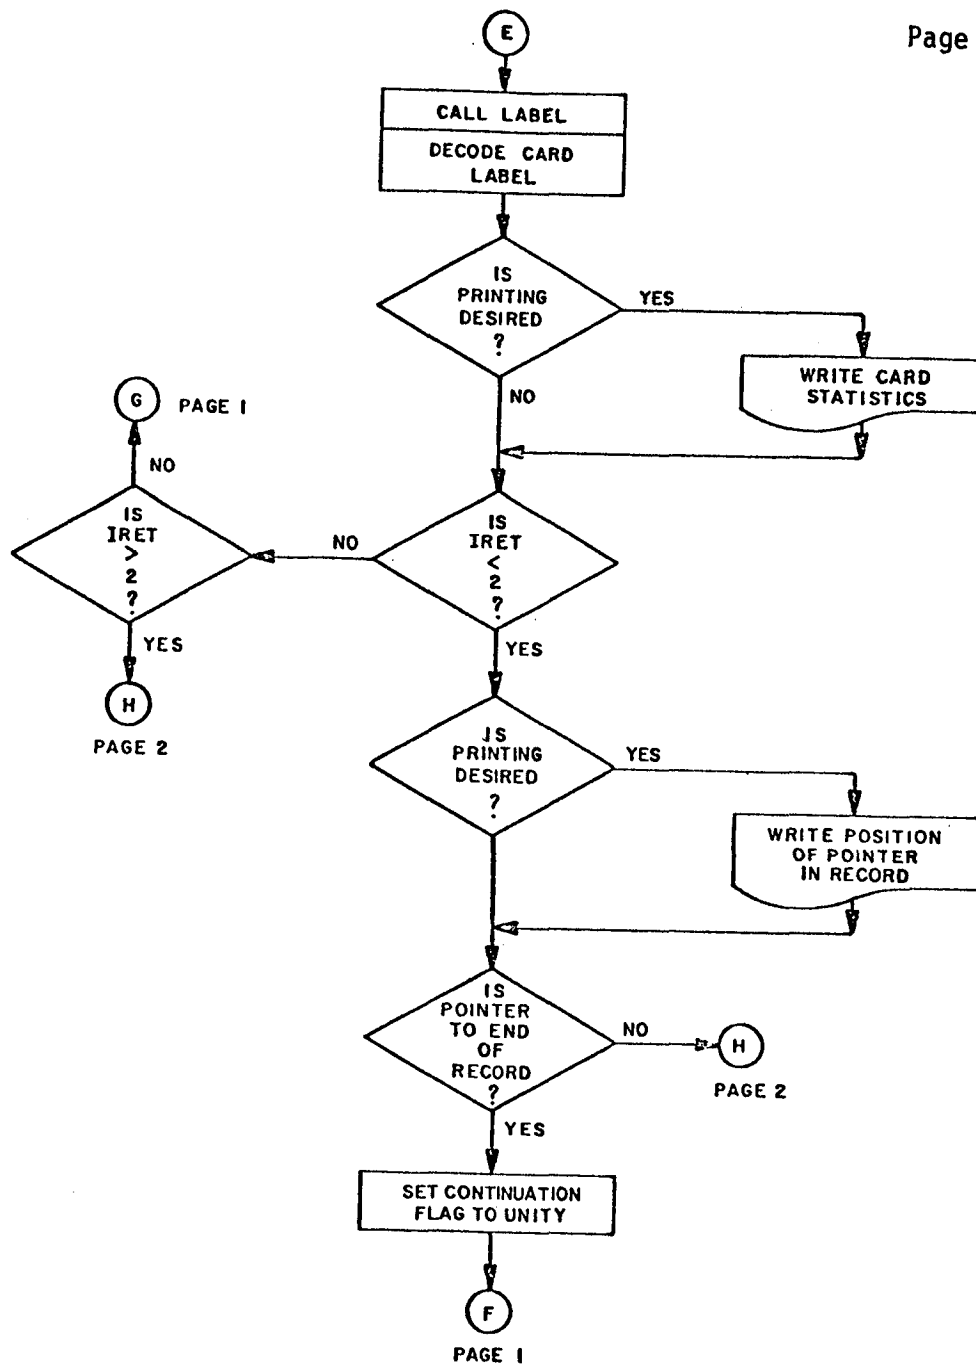 E
Page
CALL LABEL
DECODE CARD
LABEL
IS
PRINTING
DESIRED
?
YES
WRITE CARD
STATISTICS
NO
G
PAGE 1
NO
IS
IRET
>
2
?
YES
H
PAGE 2
NO
IS
IRET
<
2
?
YES
IS
PRINTING
DESIRED
?
YES
WRITE POSITION
OF POINTER
IN RECORD
IS
POINTER
TO END
OF
RECORD
?
NO
H
PAGE 2
YES
SET CONTINUATION
FLAG TO UNITY
F
PAGE 1